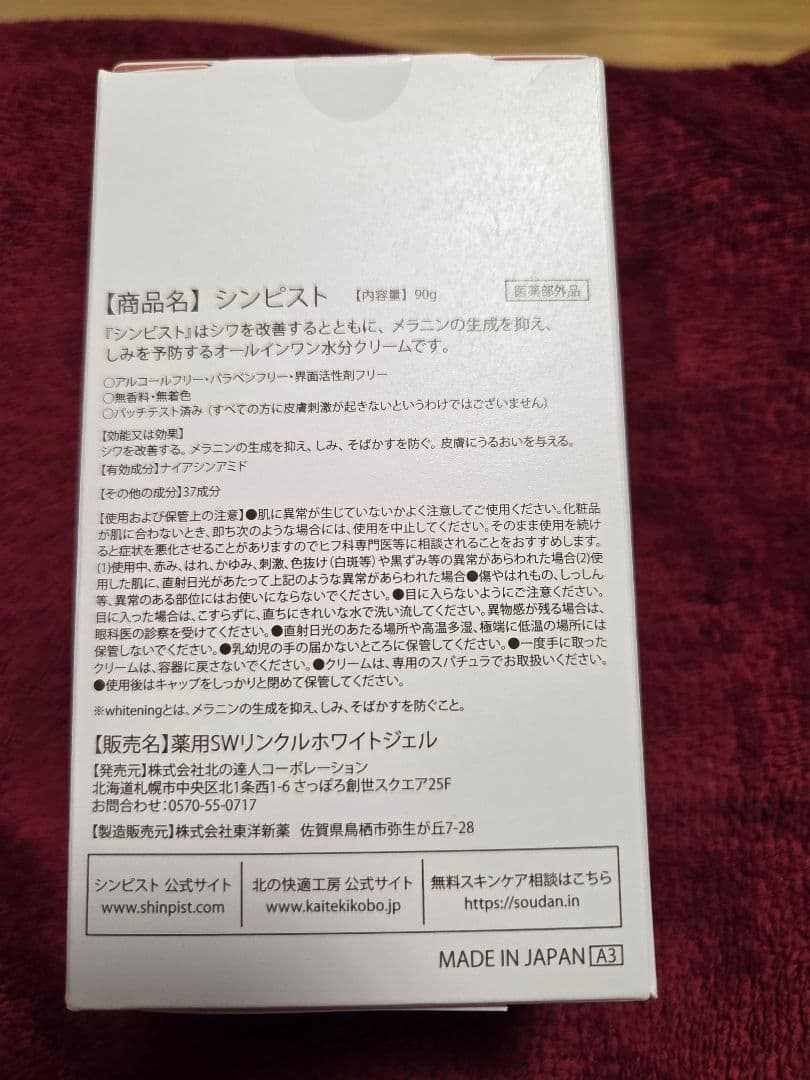 【商品名】シンピスト 【内容量】90g 医薬部外品
『シンピスト』はシワを改善するとともに、メラニンの生成を抑え、
しみを予防するオールインワン水分クリームです。
○アルコールフリー・パラベンフリー・界面活性剤フリー
○無香料・無着色
○パッチテスト済み（すべての方に皮膚刺激が起きないというわけではございません）
【効能又は効果】
シワを改善する。メラニンの生成を抑え、しみ、そばかすを防ぐ。皮膚にうるおいを与える。
【有効成分】ナイアシンアミド
【その他の成分】37成分
【使用および保管上の注意】●肌に異常が生じていないかよく注意してご使用ください。化粧品
が肌に合わないとき、即ち次のような場合には、使用を中止してください。そのまま使用を続け
ると症状を悪化させることがありますのでヒフ科専門医等に相談されることをおすすめします。
(1)使用中、赤み、はれ、かゆみ、刺激、色抜け（白斑等）や黒ずみ等の異常があらわれた場合(2)使
用した肌に、直射日光があたって上記のような異常があらわれた場合●傷やはれもの、しっしん
等、異常のある部位にはお使いにならないでください。●目に入らないようにご注意ください。
目に入った場合は、こすらずに、直ちにきれいな水で洗い流してください。異物感が残る場合は、
眼科医の診察を受けてください。●直射日光のあたる場所や高温多湿、極端に低温の場所には
保管しないでください。●乳幼児の手の届かないところに保管してください。●一度手に取った
クリームは、容器に戻さないでください。●クリームは、専用のスパチュラでお取扱いください。
●使用後はキャップをしっかりと閉めて保管してください。
※whiteningとは、メラニンの生成を抑え、しみ、そばかすを防ぐこと。
【販売名】薬用SWリンクルホワイトジェル
【発売元】株式会社北の達人コーポレーション
北海道札幌市中央区北1条西1-6 さっぽろ創世スクエア25F
お問合わせ：0570-55-0717
【製造販売元】株式会社東洋新薬 佐賀県鳥栖市弥生が丘7-28
シンピスト 公式サイト
www.shinpist.com
北の快適工房 公式サイト
www.kaitekikobo.jp
無料スキンケア相談はこちら
https://soudan.in
MADE IN JAPAN A3